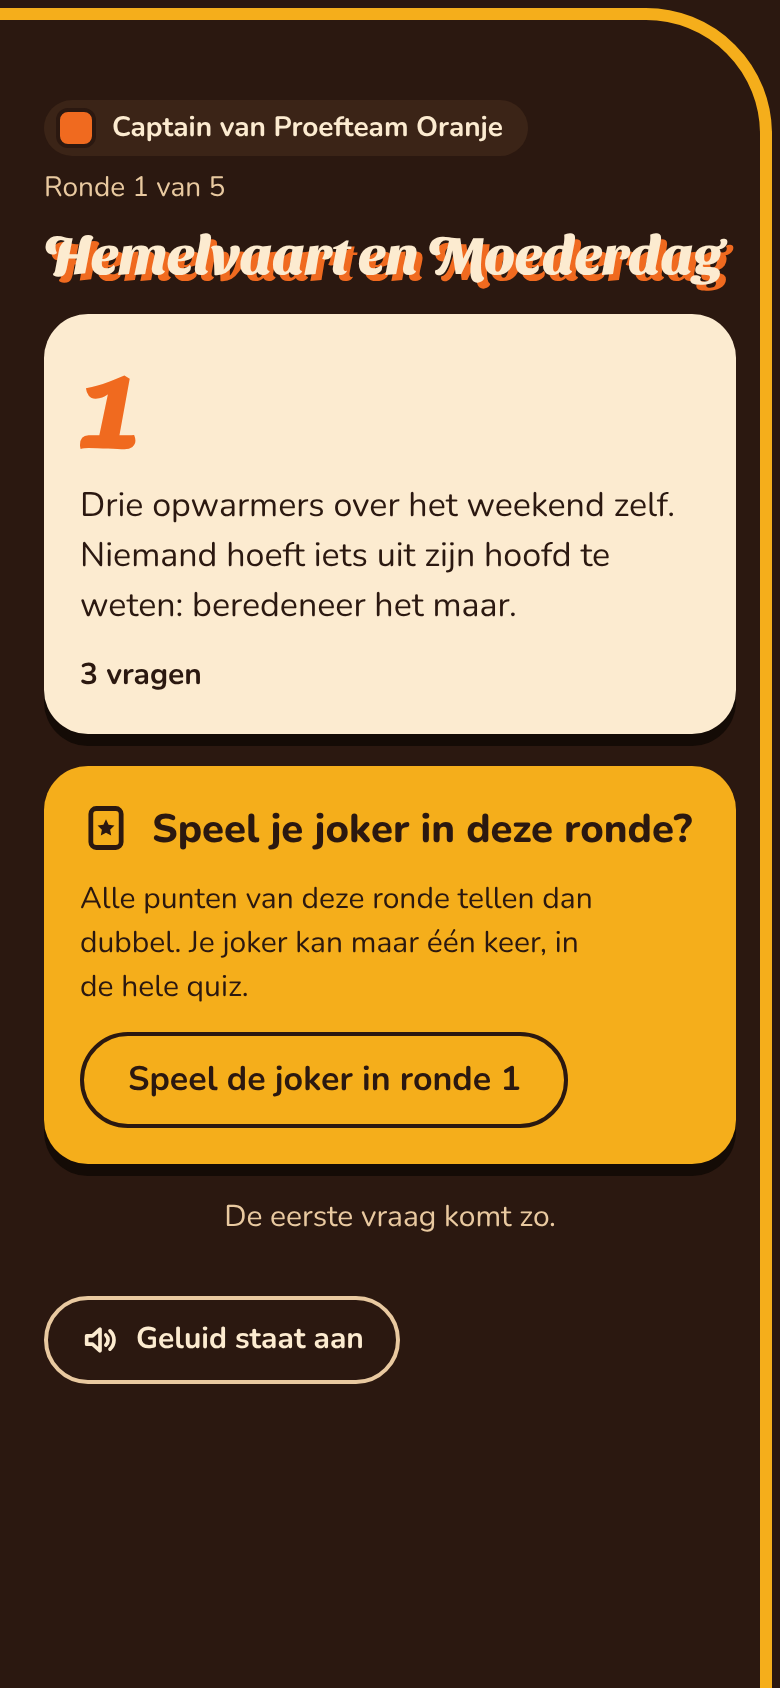 Captain van Proefteam Oranje
Ronde 1 van 5
Hemelvaart en Moederdag
1
Drie opwarmers over het weekend zelf.
Niemand hoeft iets uit zijn hoofd te
weten: beredeneer het maar.
3 vragen
Speel je joker in deze ronde?
Alle punten van deze ronde tellen dan
dubbel. Je joker kan maar één keer, in
de hele quiz.
Speel de joker in ronde 1
De eerste vraag komt zo.
Geluid staat aan